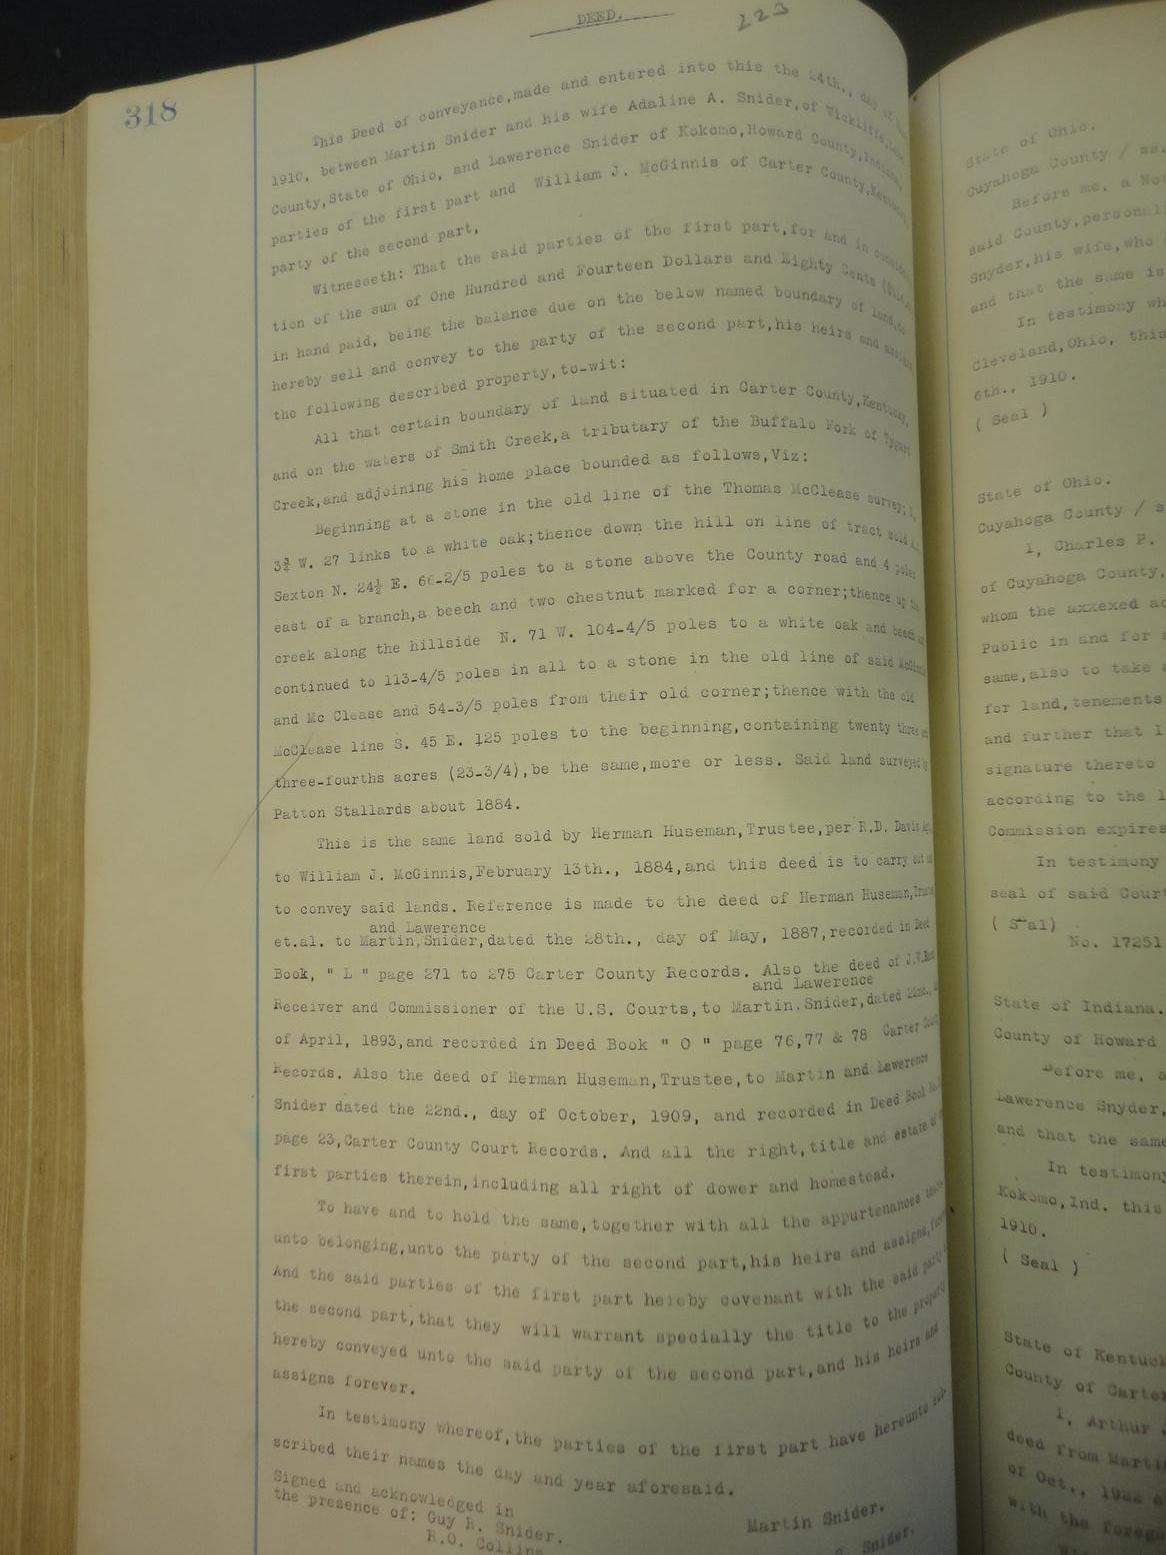 DEED.
223
318
This Deed of conveyance,made and entered into this the 24th., day of
1910, between Martin Snider and his wife Adaline A. Snider,of Wickliffe,
County,State of Ohio, and Lawerence Snider of Kokomo,Howard County,Indiana,
parties of the first part and William J. McGinnis of Carter County,Kentucky,
party of the second part,
Witnesseth: That the said parties of the first part,for and in
tion of the sum of One Hundred and Fourteen Dollars and Eighty Cents
in hand paid, being the balance due on the below named boundary of land,
hereby sell and convey to the party of the second part,his heirs and assigns
the following described property,to-wit:
All that certain boundary of land situated in Carter County,Kentucky,
and on the waters of Smith Creek,a tributary of the Buffalo Fork of Tygart
Creek,and adjoining his home place bounded as follows,Viz:
Beginning at a stone in the old line of the Thomas McClease survey;
3¾ W. 27 links to a white oak;thence down the hill on line of tract sold
Sexton N. 24½ E. 66-2/5 poles to a stone above the County road and 4 poles
east of a branch,a beech and two chestnut marked for a corner;thence up the
creek along the hillside N. 71 W. 104-4/5 poles to a white oak and beech
continued to 113-4/5 poles in all to a stone in the old line of said McGinnis
and Mc Clease and 54-3/5 poles from their old corner;thence with the old
McClease line S. 45 E. 125 poles to the beginning,containing twenty three and
three-fourths acres (23-3/4),be the same,more or less. Said land surveyed by
Patton Stallards about 1884.
This is the same land sold by Herman Huseman,Trustee,per R.D. Davis
to William J. McGinnis,February 13th., 1884,and this deed is to carry out and
to convey said lands. Reference is made to the deed of Herman Huseman,
and Lawerence
et.al. to Martin,Snider,dated the 28th., day of May, 1887,recorded in Deed
Book, " L " page 271 to 275 Carter County Records. Also the deed of J.W.
and Lawerence
Receiver and Commissioner of the U.S. Courts, to Martin,Snider,dated 22nd.,
of April, 1893,and recorded in Deed Book " O " page 76,77 & 78 Carter
Records. Also the deed of Herman Huseman,Trustee,to Martin and Lawerence
Snider dated the 22nd., day of October, 1909, and recorded in Deed Book
page 23,Carter County Court Records. And all the right,title and estate of
first parties therein,including all right of dower and homestead.
To have and to hold the same,together with all the appurtenances
unto belonging,unto the party of the second part,his heirs and assigns,
And the said parties of the first part hereby covenant with the said party
the second part,that they will warrant specially the title to the property
hereby conveyed unto the said party of the second part,and his heirs and
assigns forever.
In testimony whereof,the parties of the first part have hereunto sub-
scribed their names the day and year aforesaid.
Signed and acknowledged in
the presence of: Guy R. Snider.
R.O. Collins
Martin Snider.
Snider.
State of Ohio.
Cuyahoga County / ss.
Before me, a
said County,
Snyder,his wife,who
and that the same is
In testimony
Cleveland,Ohio, this
6th., 1910.
( Seal )
State of Ohio.
Cuyahoga County /
I, Charles P.
of Cuyahoga County,
whom the axxexed
Public in and for
same,also to take
for land,tenements
and further that I
signature thereto
according to the
Commission expires
In testimony
seal of said Court
( Seal)
No. 17251
State of Indiana.
County of Howard
Before me, a
Lawerence Snyder,
and that the same
In testimony
Kokomo,Ind. this
1910.
( Seal )
State of
County of
I, Arthur
deed from
of Oct.,
with the